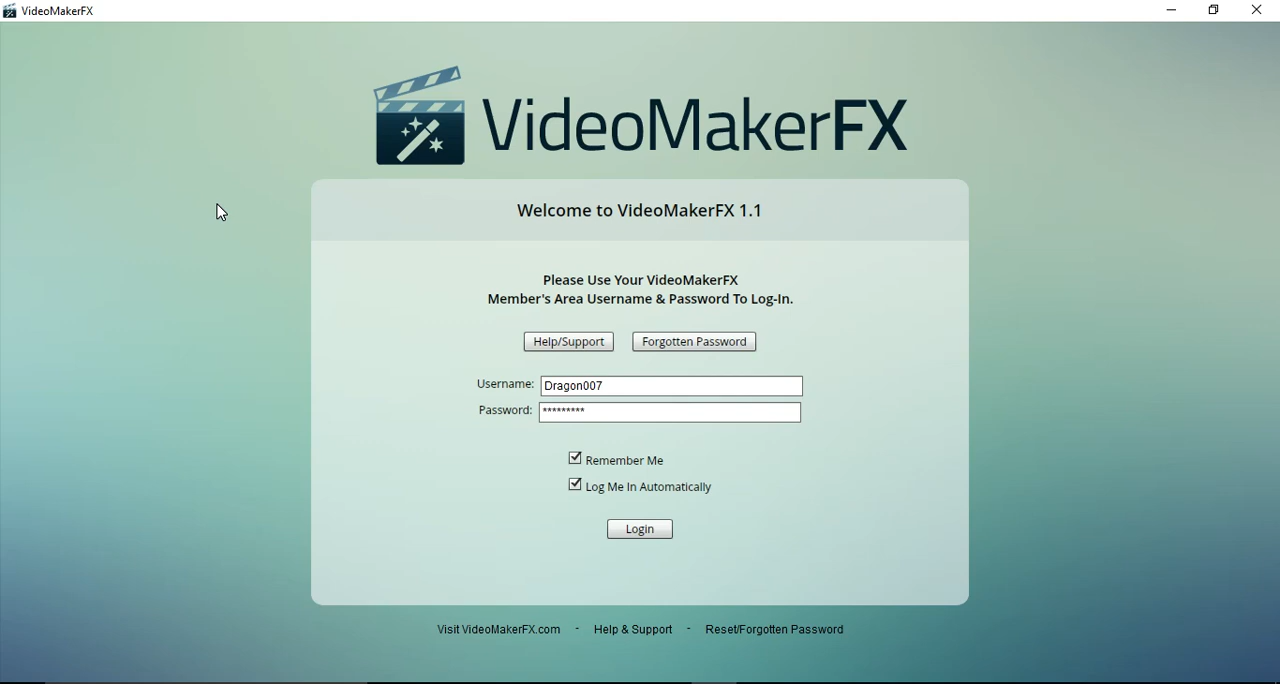 VideoMakerFX
VideoMakerFX
Welcome to VideoMakerFX 1.1
Please Use Your VideoMakerFX
Member's Area Username & Password To Log-In.
Help/Support Forgotten Password
Username: Dragon007
Password: *********
Remember Me
Log Me In Automatically
Login
Visit VideoMakerFX.com - Help & Support - Reset/Forgotten Password